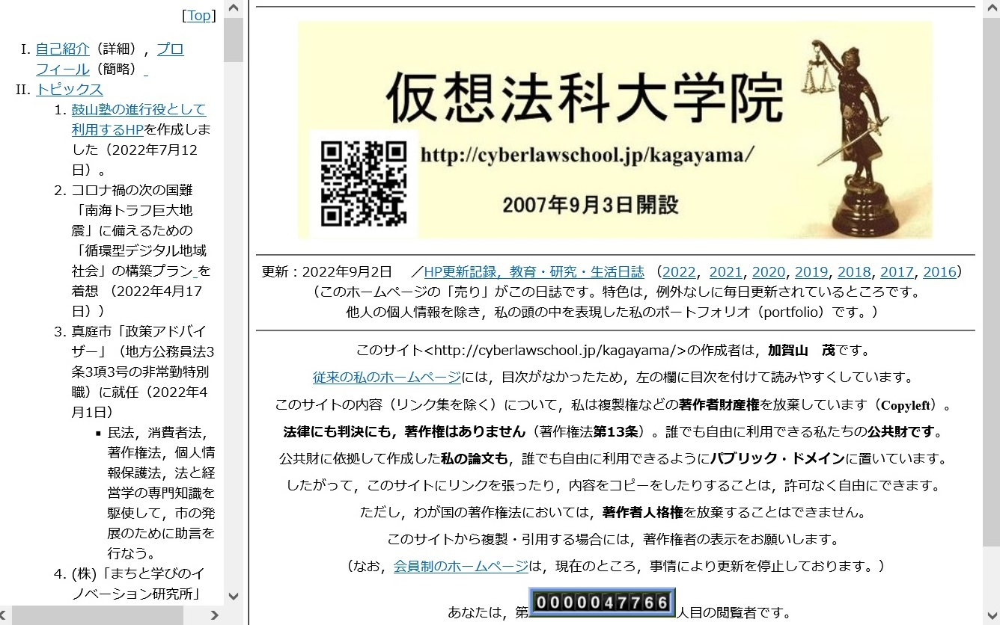 [Top]
I. 自己紹介（詳細），プロ
フィール（簡略）
II. トピックス
1. 鼓山塾の進行役として
利用するHPを作成しま
した（2022年7月12
日）。
2. コロナ禍の次の国難
「南海トラフ巨大地
震」に備えるための
「循環型デジタル地域
社会」の構築プラン を
着想 （2022年4月17
日））
3. 真庭市「政策アドバイ
ザー」（地方公務員法3
条3項3号の非常勤特別
職）に就任（2022年4
月1日）
▪ 民法，消費者法，
著作権法，個人情
報保護法，法と経
営学の専門知識を
駆使して，市の発
展のために助言を
行なう。
4. (株)「まちと学びのイ
ノベーション研究所」
仮想法科大学院
http://cyberlawschool.jp/kagayama/
2007年9月3日開設
更新：2022年9月2日　／HP更新記録，教育・研究・生活日誌 （2022，2021, 2020, 2019, 2018, 2017, 2016）
（このホームページの「売り」がこの日誌です。特色は，例外なしに毎日更新されているところです。
他人の個人情報を除き，私の頭の中を表現した私のポートフォリオ（portfolio）です。）
このサイト<http://cyberlawschool.jp/kagayama/>の作成者は，加賀山　茂です。
従来の私のホームページには，目次がなかったため，左の欄に目次を付けて読みやすくしています。
このサイトの内容（リンク集を除く）について，私は複製権などの著作者財産権を放棄しています（Copyleft）。
法律にも判決にも，著作権はありません（著作権法第13条）。誰でも自由に利用できる私たちの公共財です。
公共財に依拠して作成した私の論文も，誰でも自由に利用できるようにパブリック・ドメインに置いています。
したがって，このサイトにリンクを張ったり，内容をコピーをしたりすることは，許可なく自由にできます。
ただし，わが国の著作権法においては，著作者人格権を放棄することはできません。
このサイトから複製・引用する場合には，著作権者の表示をお願いします。
（なお，会員制のホームページは，現在のところ，事情により更新を停止しております。）
あなたは，第0000047766人目の閲覧者です。